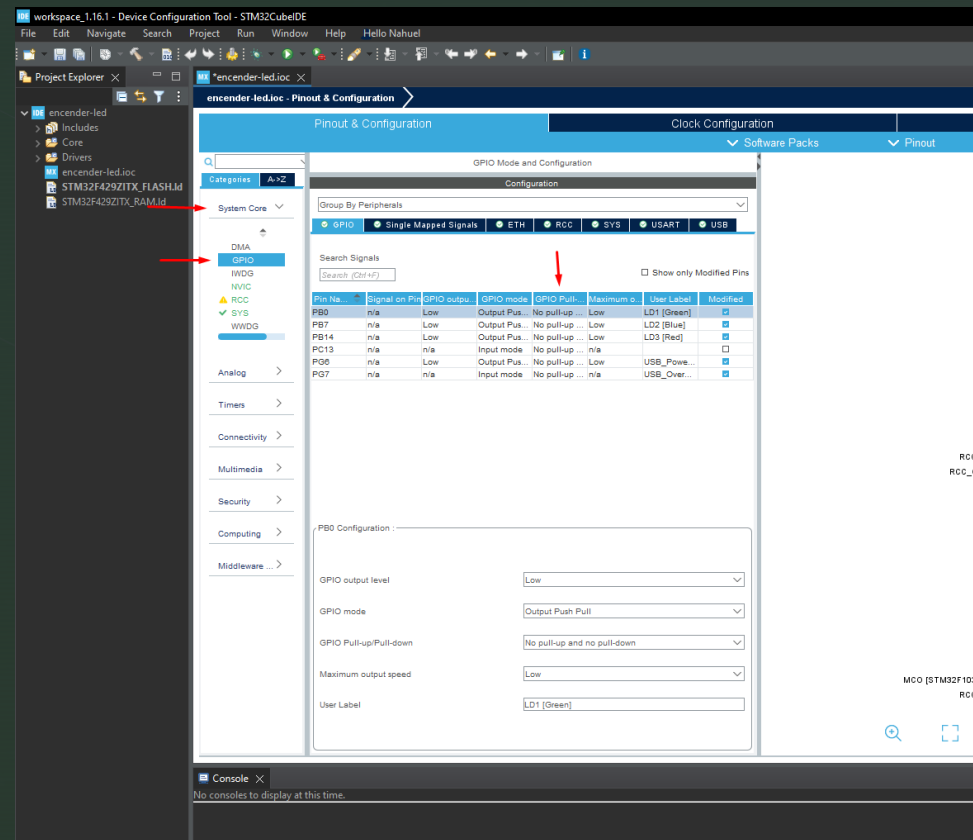 workspace_1.16.1 - Device Configuration Tool - STM32CubeIDE
File Edit Navigate Search Project Run Window Help Hello Nahuel
Project Explorer
*encender-led.ioc
encender-led.ioc - Pinout & Configuration
encender-led
Includes
Core
Drivers
encender-led.ioc
STM32F429ZITX_FLASH.ld
STM32F429ZITX_RAM.ld
Pinout & Configuration
Clock Configuration
Software Packs
Pinout
Categories A->Z
System Core
DMA
GPIO
IWDG
NVIC
RCC
SYS
WWDG
Analog
Timers
Connectivity
Multimedia
Security
Computing
Middleware ...
GPIO Mode and Configuration
Configuration
Group By Peripherals
GPIO Single Mapped Signals ETH RCC SYS USART USB
Search Signals
Search (Ctrl+F)
Show only Modified Pins
Pin Na... Signal on Pin GPIO outpu... GPIO mode GPIO Pull-... Maximum o... User Label Modified
PB0 n/a Low Output Pus... No pull-up ... Low LD1 [Green]
PB7 n/a Low Output Pus... No pull-up ... Low LD2 [Blue]
PB14 n/a Low Output Pus... No pull-up ... Low LD3 [Red]
PC13 n/a n/a Input mode No pull-up ... n/a
PG6 n/a Low Output Pus... No pull-up ... Low USB_Powe...
PG7 n/a n/a Input mode No pull-up ... n/a USB_Over...
PB0 Configuration :
GPIO output level Low
GPIO mode Output Push Pull
GPIO Pull-up/Pull-down No pull-up and no pull-down
Maximum output speed Low
User Label LD1 [Green]
MCO [STM32F103
Console
No consoles to display at this time.